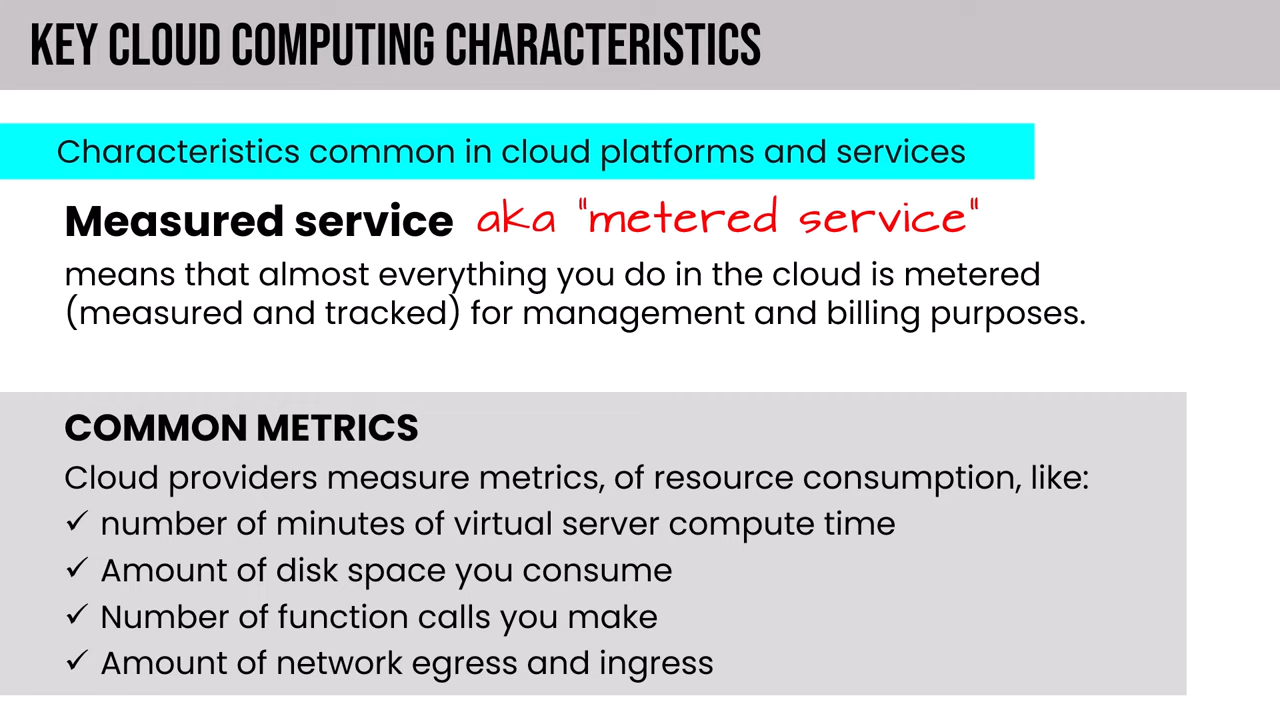 KEY CLOUD COMPUTING CHARACTERISTICS
Characteristics common in cloud platforms and services
Measured service aka "metered service"
means that almost everything you do in the cloud is metered
(measured and tracked) for management and billing purposes.
COMMON METRICS
Cloud providers measure metrics, of resource consumption, like:
✓ number of minutes of virtual server compute time
✓ Amount of disk space you consume
✓ Number of function calls you make
✓ Amount of network egress and ingress